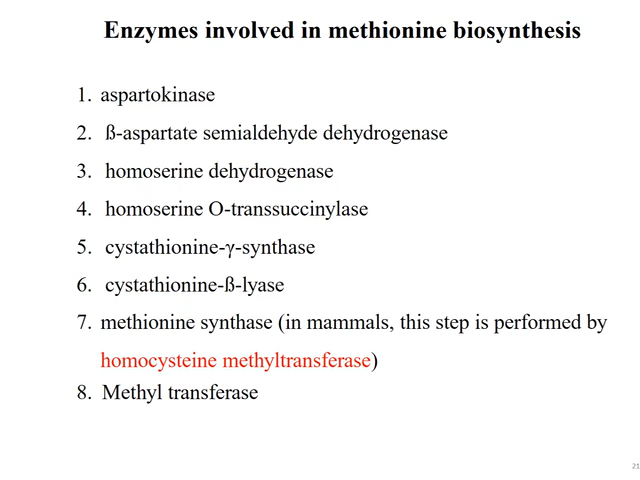 Enzymes involved in methionine biosynthesis
1. aspartokinase
2. ß-aspartate semialdehyde dehydrogenase
3. homoserine dehydrogenase
4. homoserine O-transsuccinylase
5. cystathionine-γ-synthase
6. cystathionine-ß-lyase
7. methionine synthase (in mammals, this step is performed by
homocysteine methyltransferase)
8. Methyl transferase
21